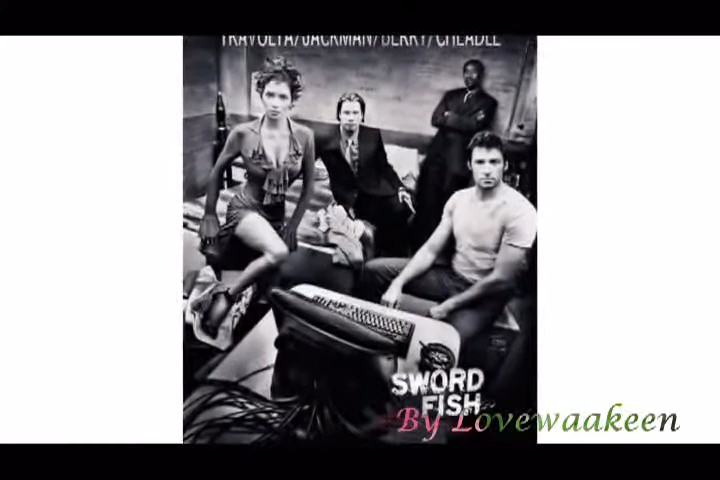 TRAVOLTA/JACKMAN/BERRY/CHEADLE
SWORD
FISH
By Lovewaakeen